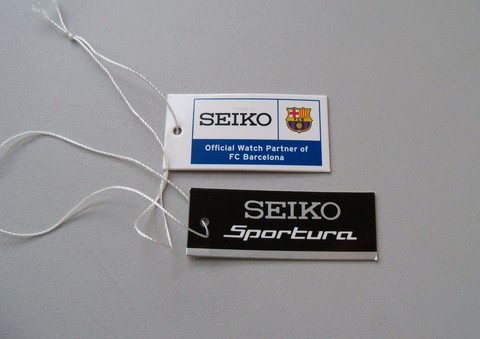 SEIKO
Official Watch Partner of
FC Barcelona
SEIKO
Sportura